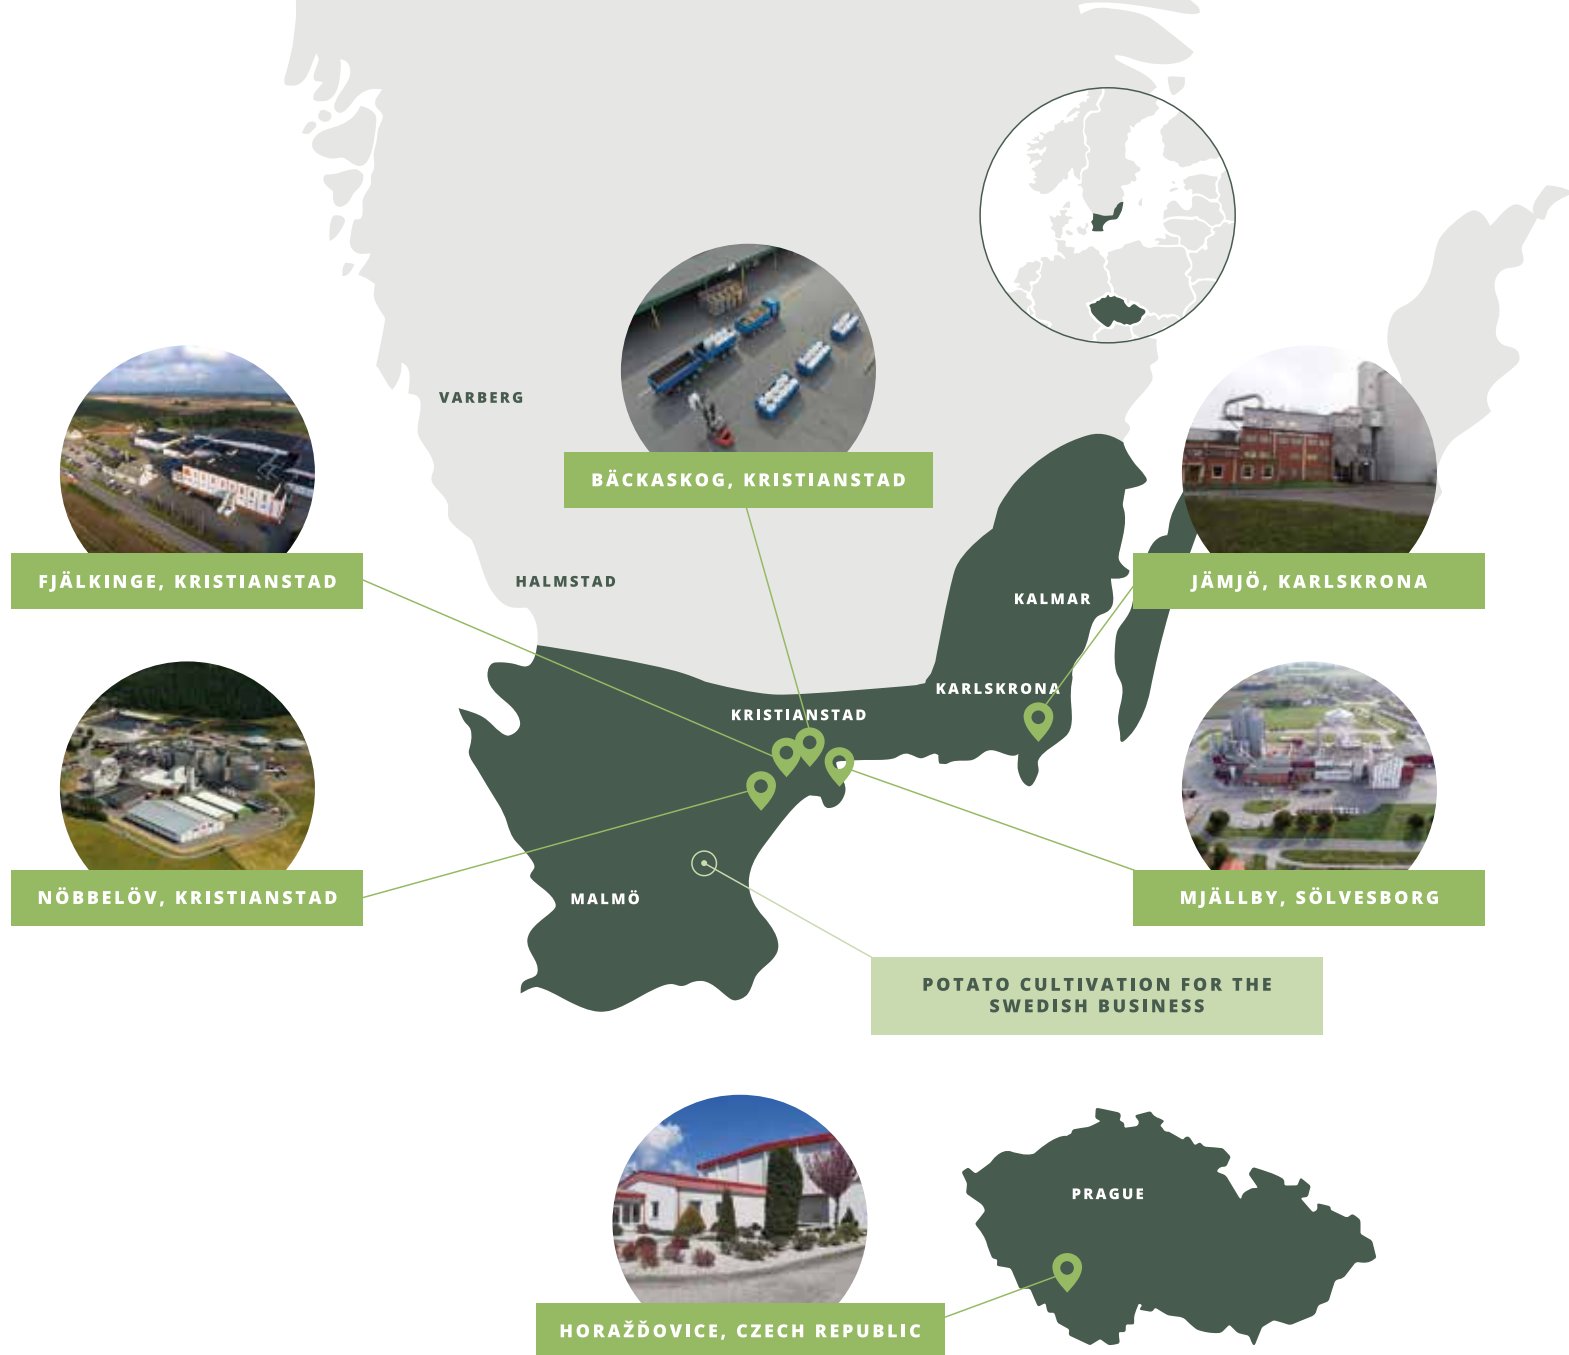 VARBERG
BÄCKASKOG, KRISTIANSTAD
FJÄLKINGE, KRISTIANSTAD
HALMSTAD
JÄMJÖ, KARLSKRONA
KALMAR
KARLSKRONA
KRISTIANSTAD
NÖBBELÖV, KRISTIANSTAD
MALMÖ
MJÄLLBY, SÖLVESBORG
POTATO CULTIVATION FOR THE
SWEDISH BUSINESS
PRAGUE
HORAŽĎOVICE, CZECH REPUBLIC